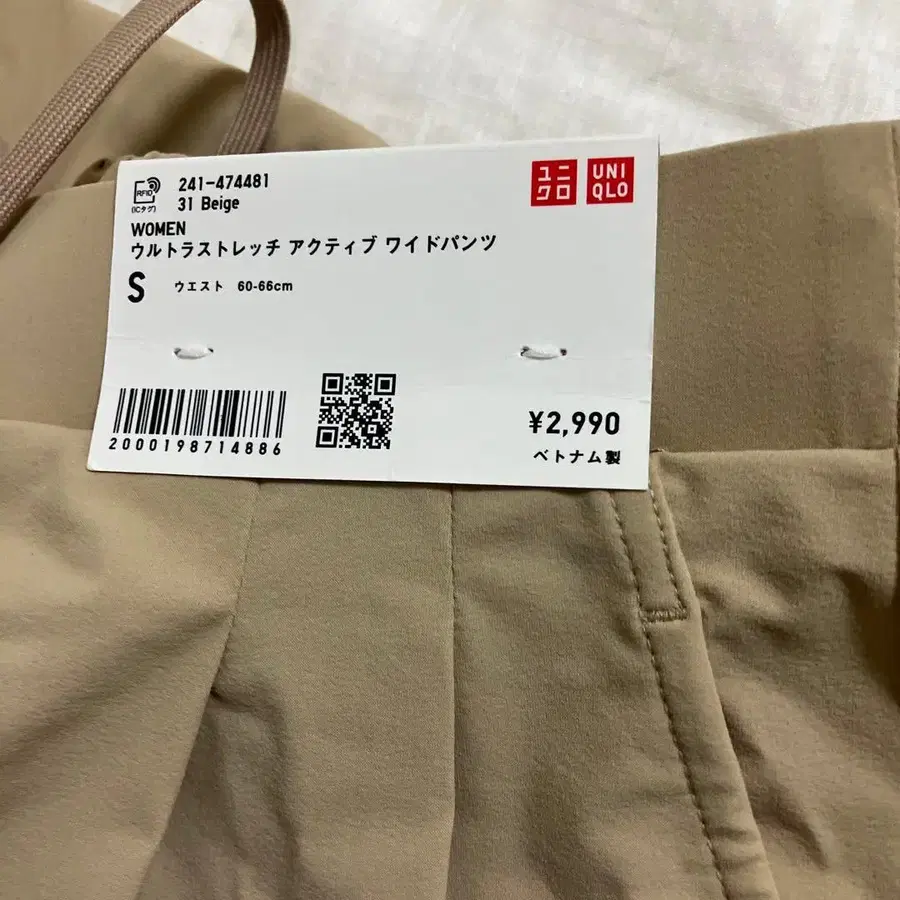 RFID
(ICタグ)
241-474481
31 Beige
ユニ
クロ
UNI
QLO
WOMEN
ウルトラストレッチ アクティブ ワイドパンツ
S ウエスト 60-66cm
2000198714886
¥2,990
ベトナム製